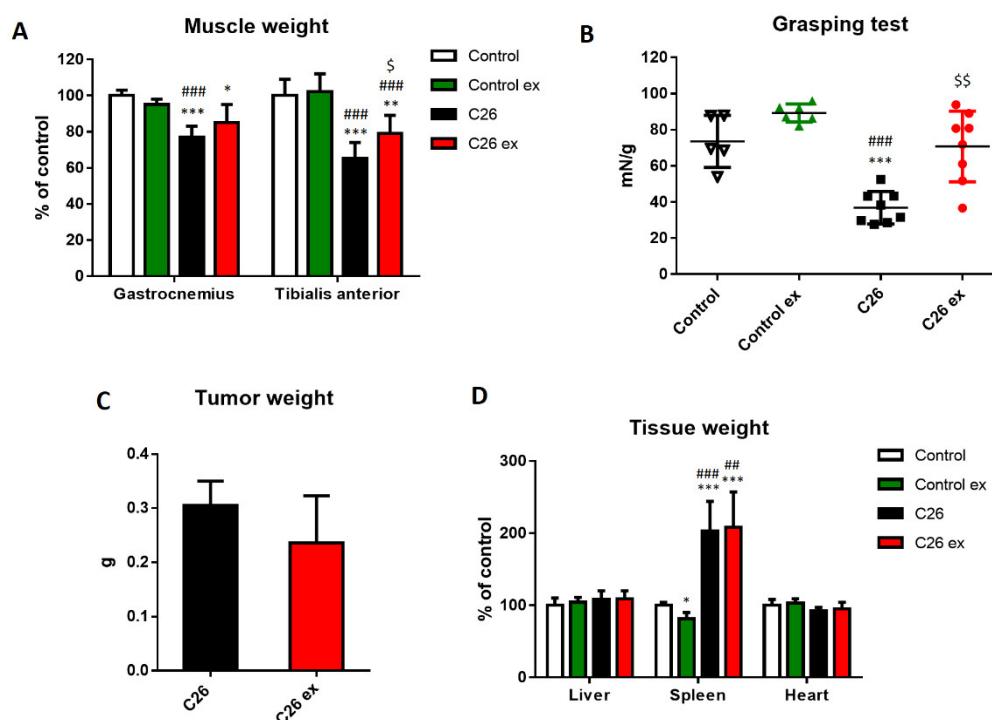 A
Muscle weight
% of control
120
100
80
60
40
20
0
###
***
*
###
***
$
###
**
Gastrocnemius
Tibialis anterior
Control
Control ex
C26
C26 ex
B
Grasping test
mN/g
120
100
80
60
40
20
0
###
***
$$
Control
Control ex
C26
C26 ex
C
Tumor weight
g
0.4
0.3
0.2
0.1
0.0
C26
C26 ex
D
Tissue weight
% of control
300
200
100
0
*
###
***
##
***
Liver
Spleen
Heart
Control
Control ex
C26
C26 ex